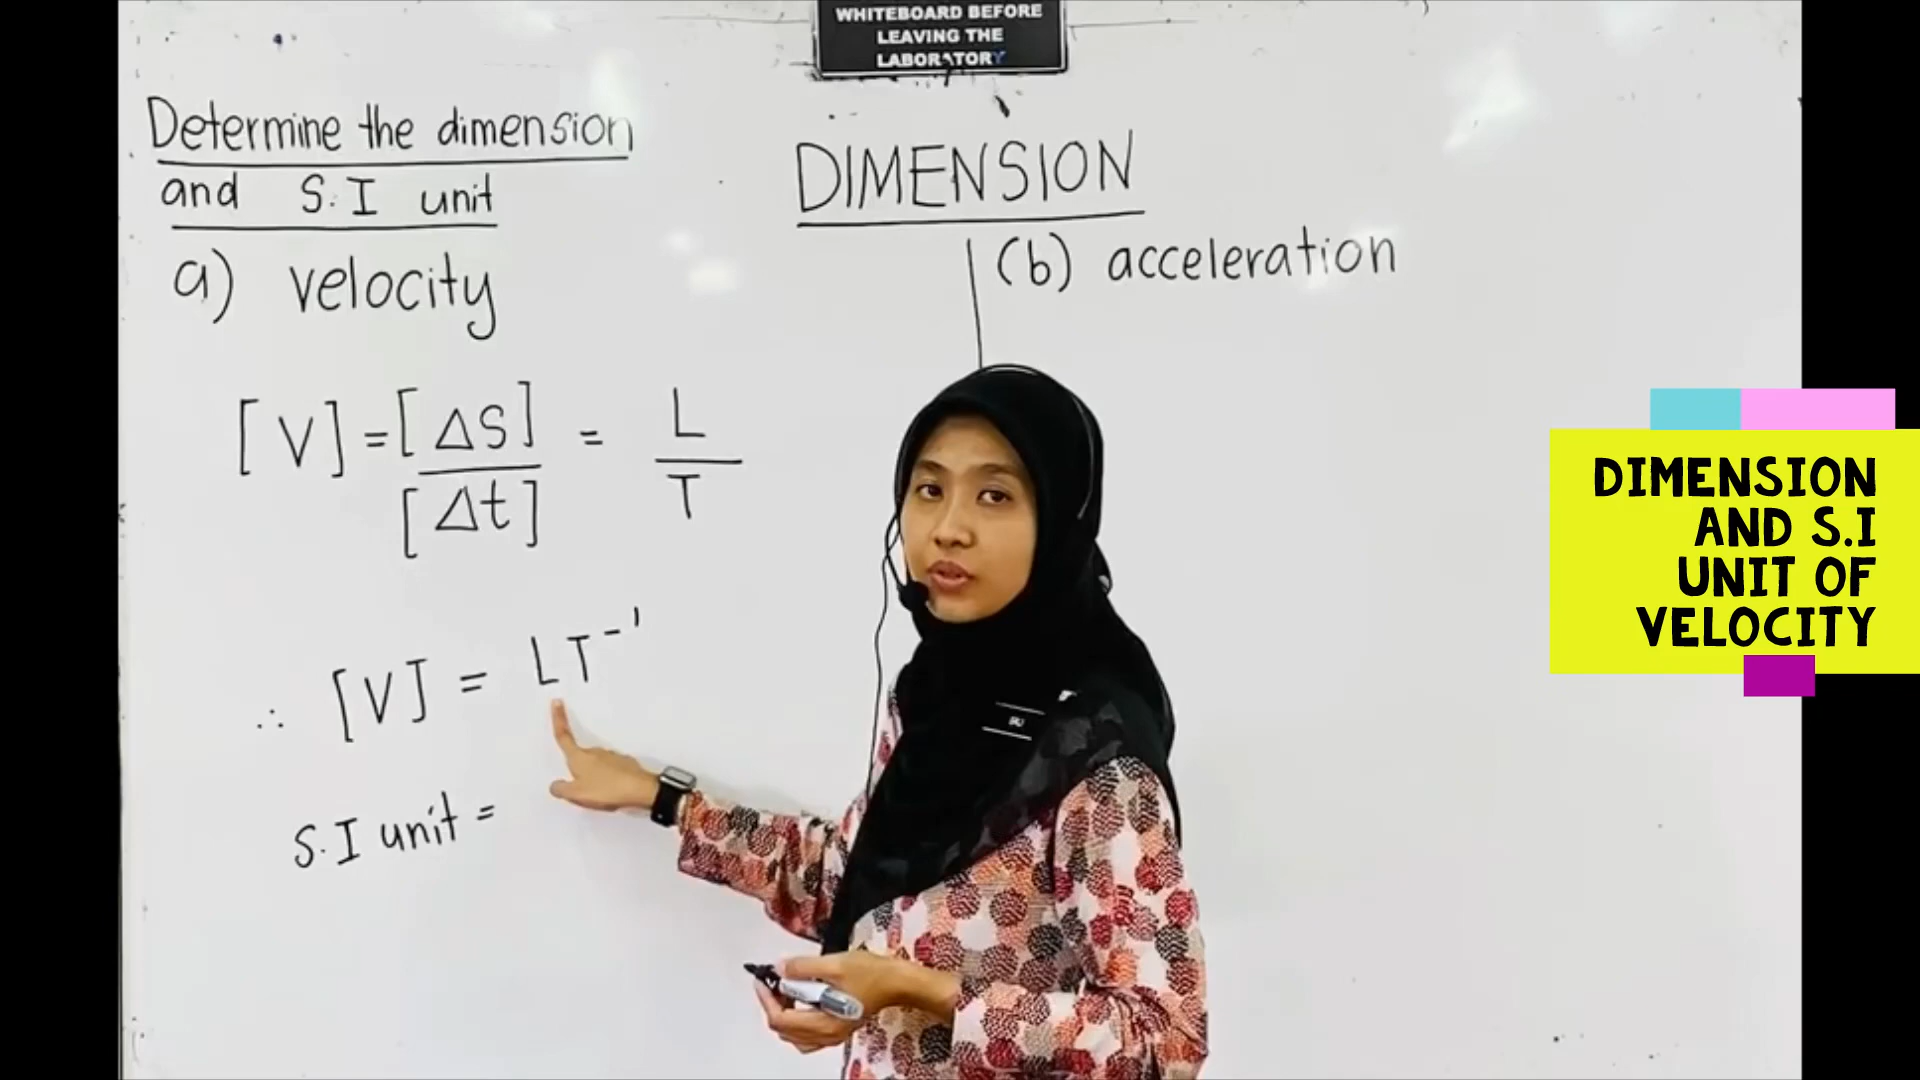 WHITEBOARD BEFORE
LEAVING THE
LABORATORY
Determine the dimension
and S.I unit
a) velocity
[V] = [ΔS] / [Δt] = L / T
∴ [V] = LT⁻¹
S.I unit =
DIMENSION
(b) acceleration
DIMENSION
AND S.I
UNIT OF
VELOCITY